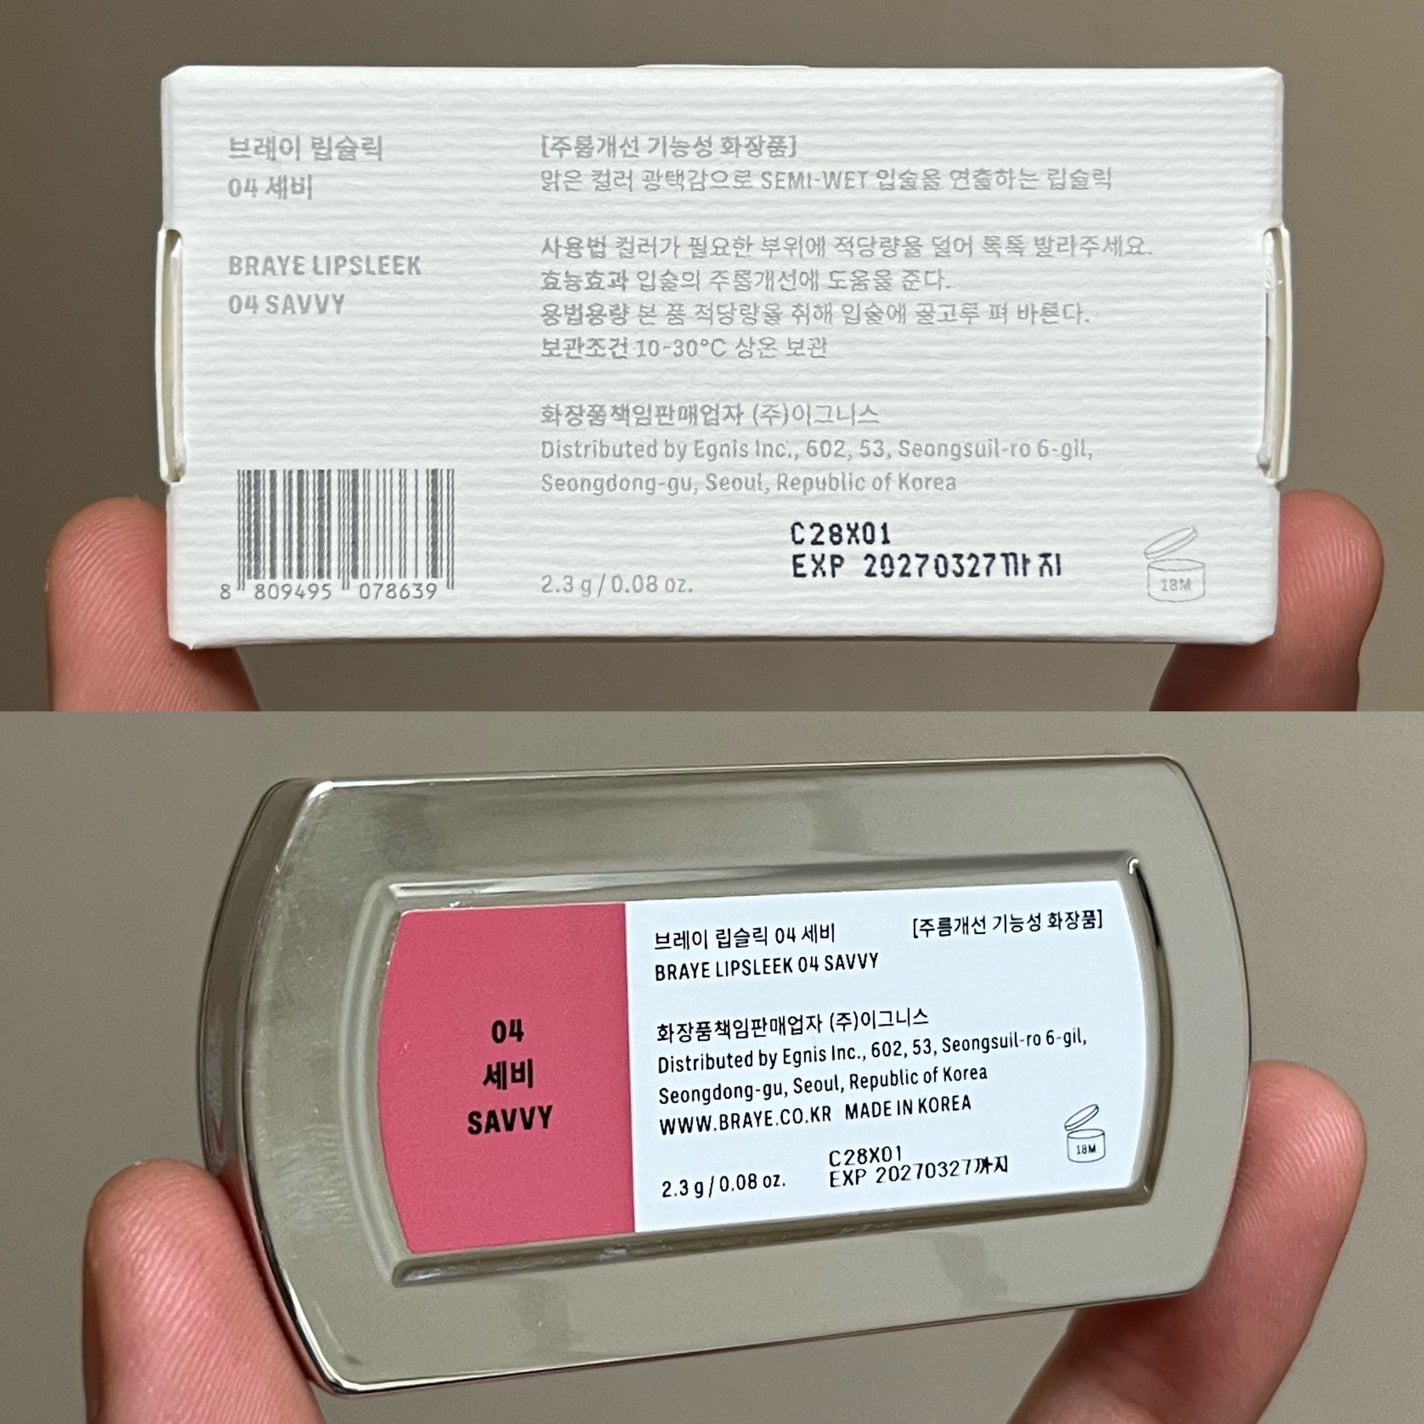 브레이 립슬릭
04 세비
BRAYE LIPSLEEK
04 SAVVY
[주름개선 기능성 화장품]
맑은 컬러 광택감으로 SEMI-WET 입술을 연출하는 립슬릭
사용법 컬러가 필요한 부위에 적당량을 덜어 톡톡 발라주세요.
효능효과 입술의 주름개선에 도움을 준다.
용법용량 본 품 적당량을 취해 입술에 골고루 펴 바른다.
보관조건 10-30°C 상온 보관
화장품책임판매업자 (주)이그니스
Distributed by Egnis Inc., 602, 53, Seongsuil-ro 6-gil,
Seongdong-gu, Seoul, Republic of Korea
C28X01
EXP 20270327까지
2.3 g / 0.08 oz.
18M
8 809495 078639
04
세비
SAVVY
브레이 립슬릭 04 세비
BRAYE LIPSLEEK 04 SAVVY
[주름개선 기능성 화장품]
화장품책임판매업자 (주)이그니스
Distributed by Egnis Inc., 602, 53, Seongsuil-ro 6-gil,
Seongdong-gu, Seoul, Republic of Korea
WWW.BRAYE.CO.KR MADE IN KOREA
2.3 g / 0.08 oz.
C28X01
EXP 20270327까지
18M